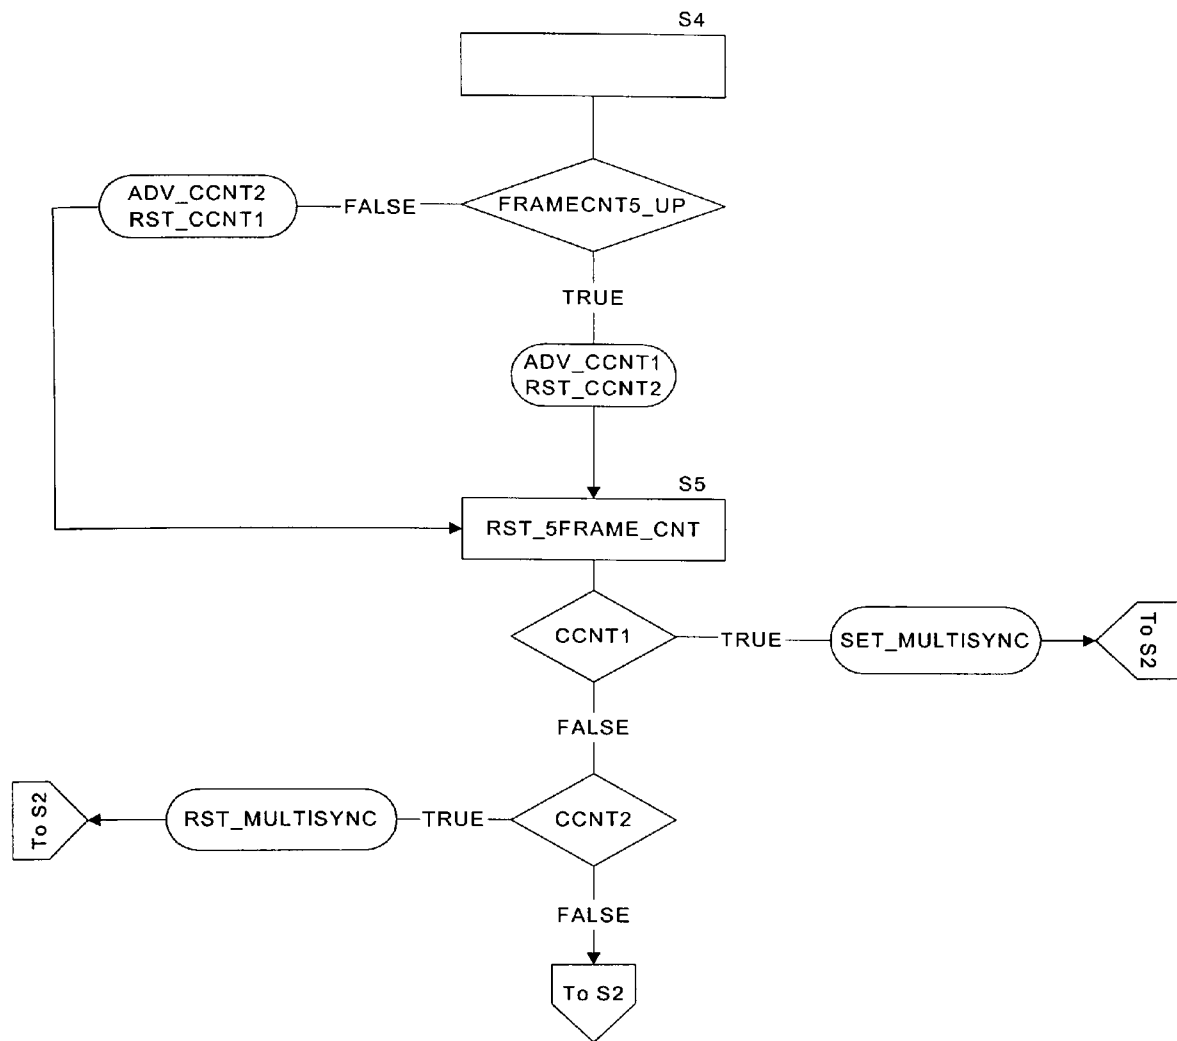 S4
ADV_CCNT2
RST_CCNT1
FALSE
FRAMECNT5_UP
TRUE
ADV_CCNT1
RST_CCNT2
S5
RST_5FRAME_CNT
CCNT1
TRUE
SET_MULTISYNC
To S2
FALSE
To S2
RST_MULTISYNC
TRUE
CCNT2
FALSE
To S2